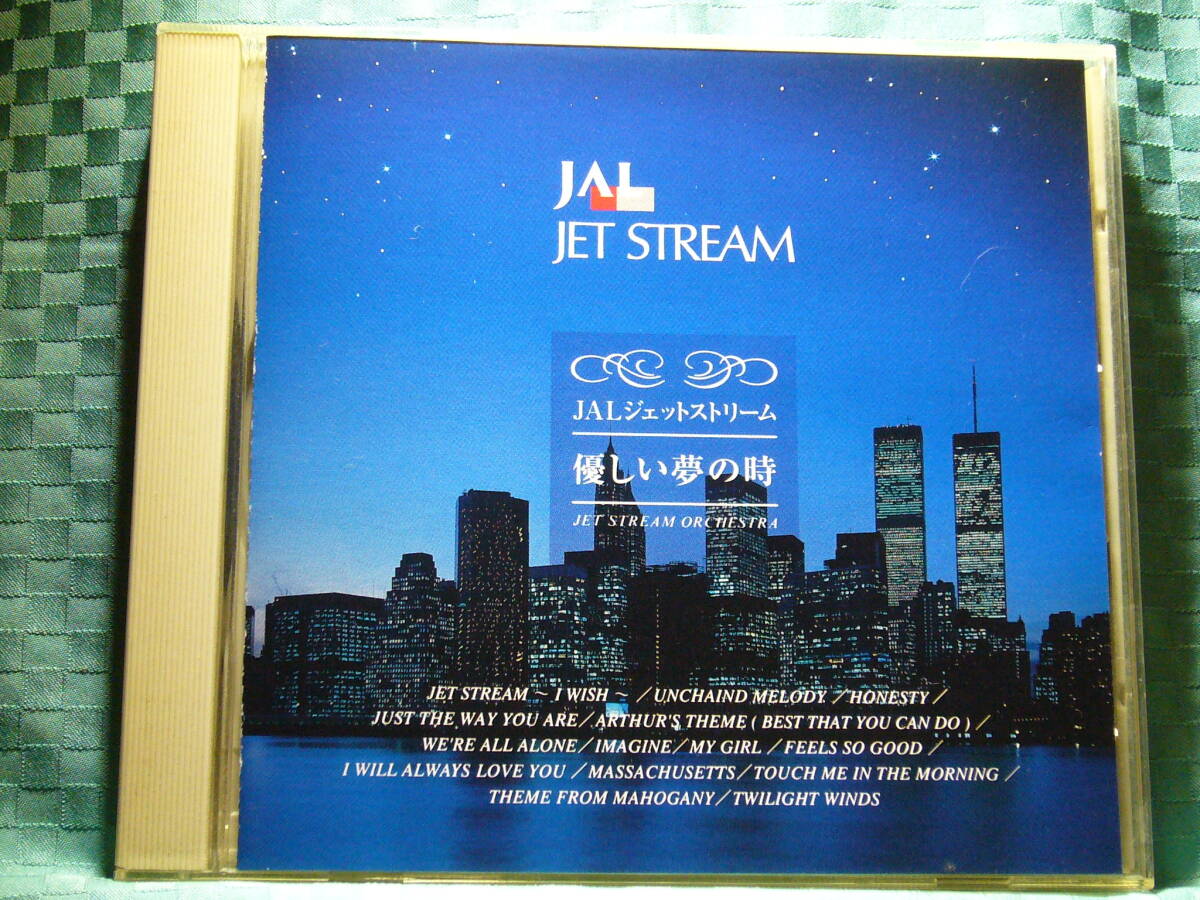 JAL
JET STREAM
JALジェットストリーム
優しい夢の時
JET STREAM ORCHESTRA
JET STREAM ~ I WISH ~ / UNCHAIND MELODY / HONESTY /
JUST THE WAY YOU ARE / ARTHUR'S THEME ( BEST THAT YOU CAN DO ) /
WE'RE ALL ALONE / IMAGINE / MY GIRL / FEELS SO GOOD /
I WILL ALWAYS LOVE YOU / MASSACHUSETTS / TOUCH ME IN THE MORNING /
THEME FROM MAHOGANY / TWILIGHT WINDS